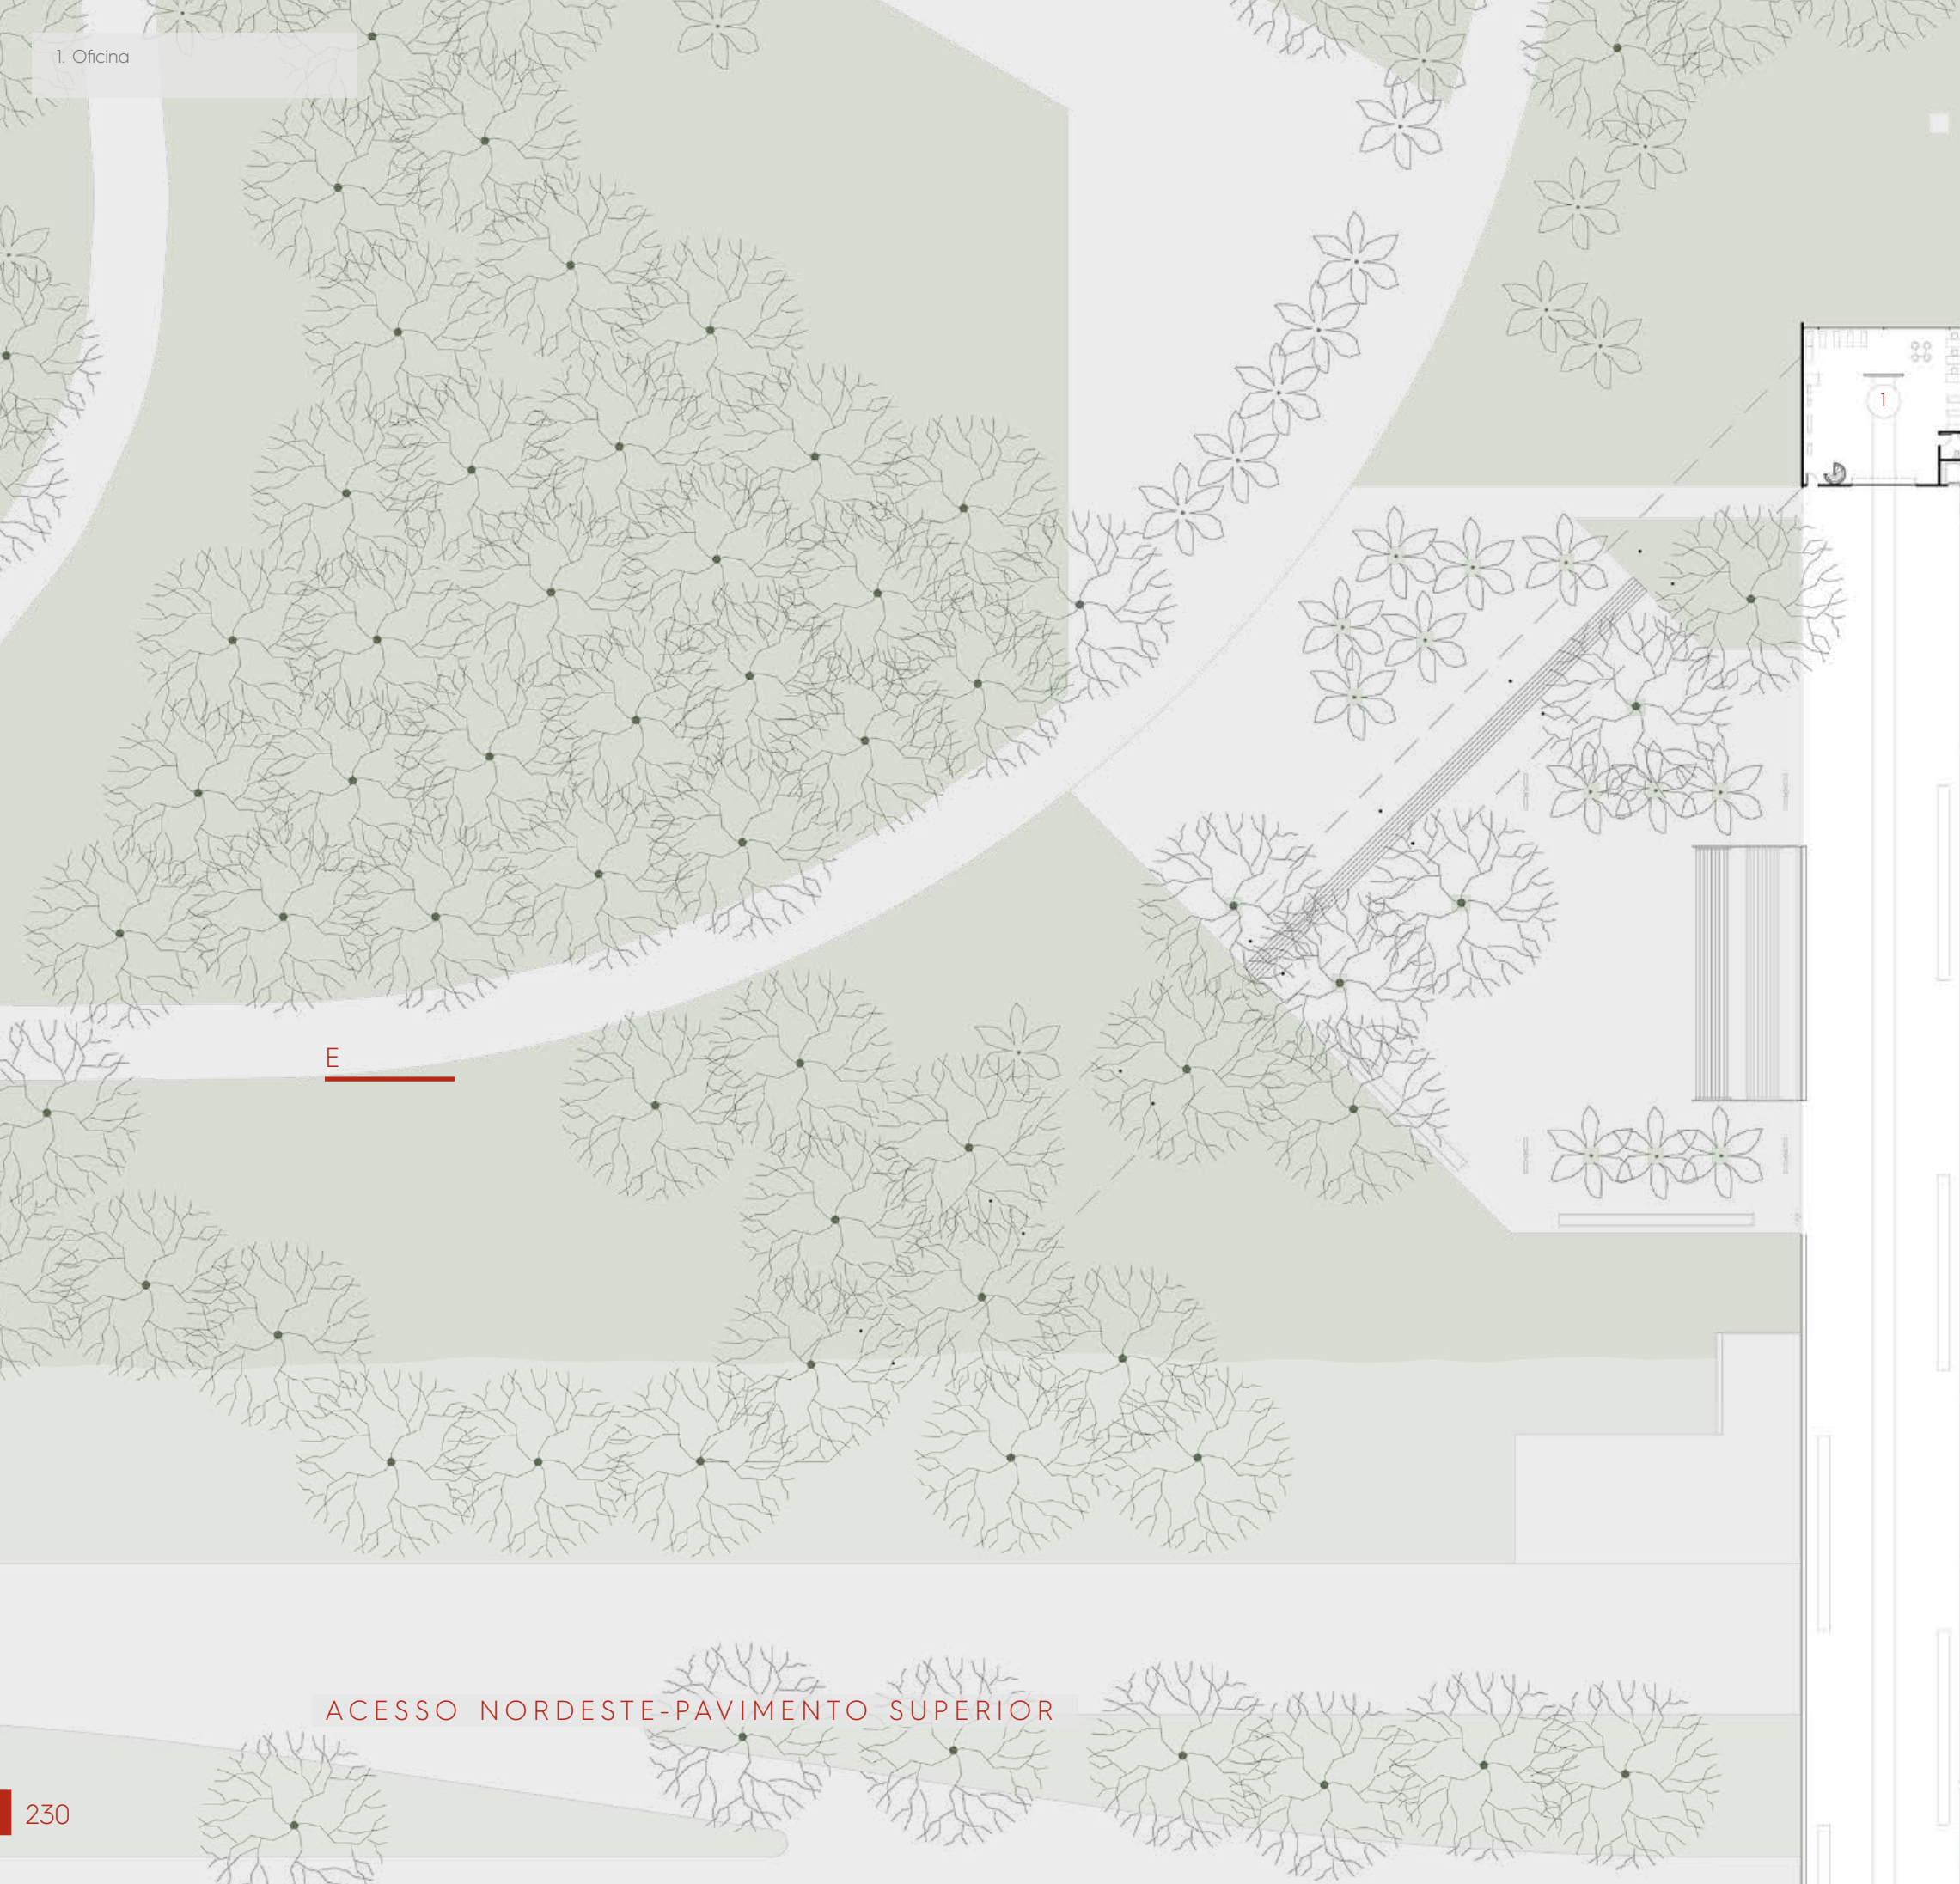 1. Oficina
1
E
ACESSO NORDESTE-PAVIMENTO SUPERIOR
230